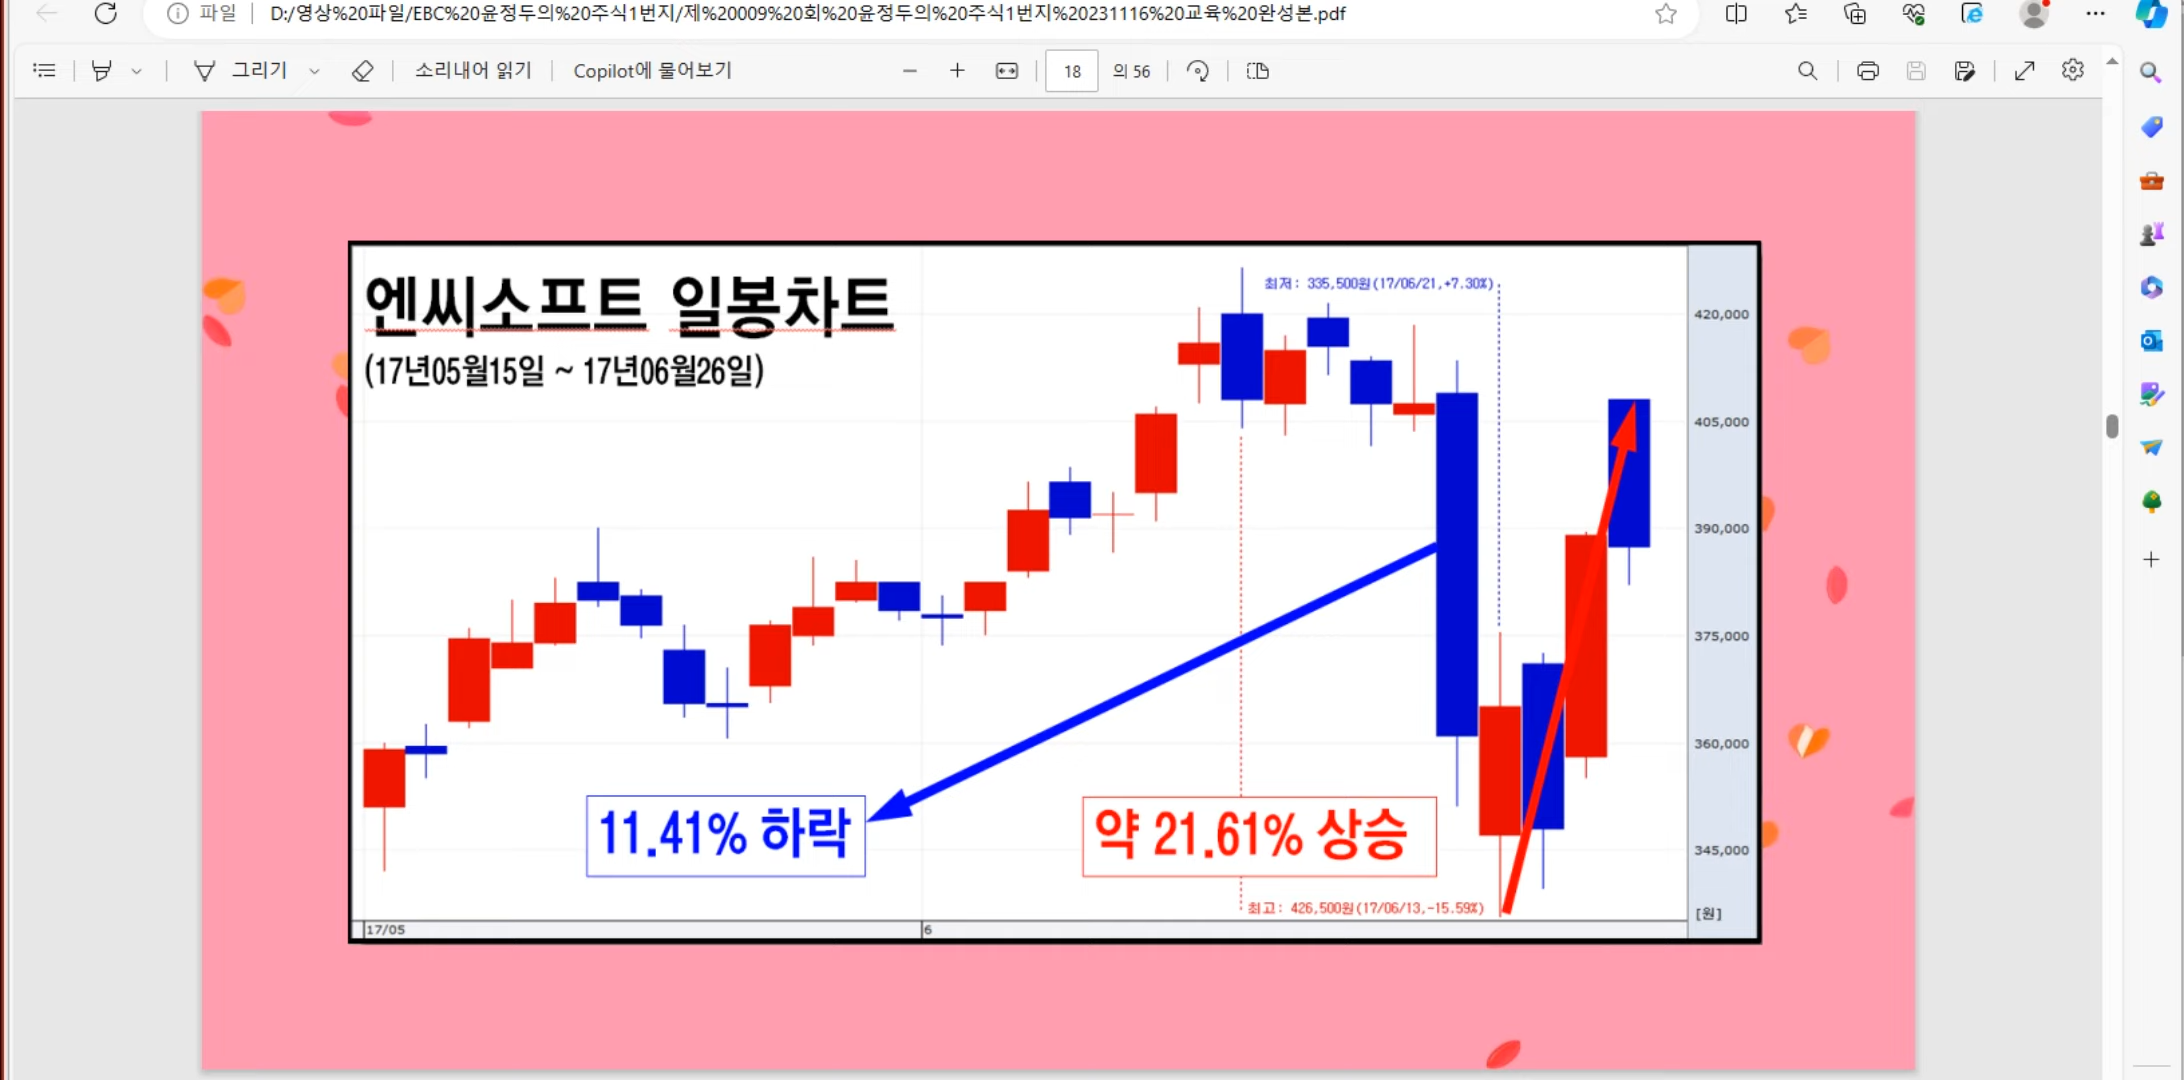 파일
D:/영상%20파일/EBC%20윤정두의%20주식1번지/제%20009%20회%20윤정두의%20주식1번지%20231116%20교육%20완성본.pdf
그리기
소리내어 읽기
Copilot에 물어보기
18 의 56
엔씨소프트 일봉차트
(17년05월15일 ~ 17년06월26일)
최저: 335,500원(17/06/21,+7.30%)
420,000
405,000
390,000
375,000
360,000
345,000
[원]
11.41% 하락
약 21.61% 상승
최고: 426,500원(17/06/13,-15.59%)
17/05
6